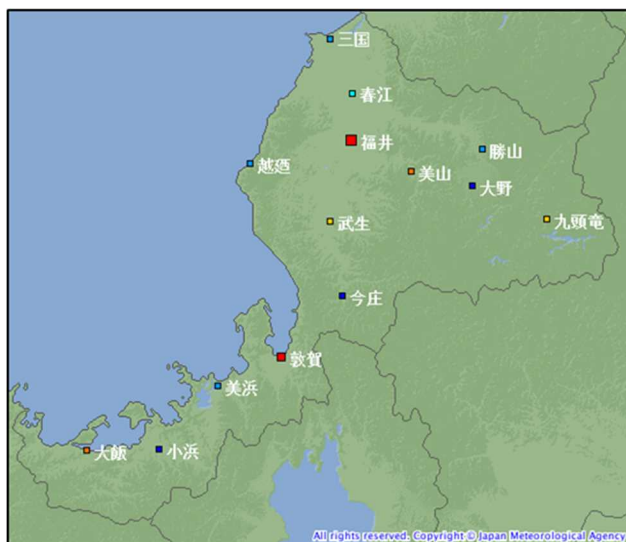 三国
春江
福井
勝山
越廼
美山
大野
武生
九頭竜
今庄
敦賀
美浜
大飯
小浜
All rights reserved. Copyright © Japan Meteorological Agency